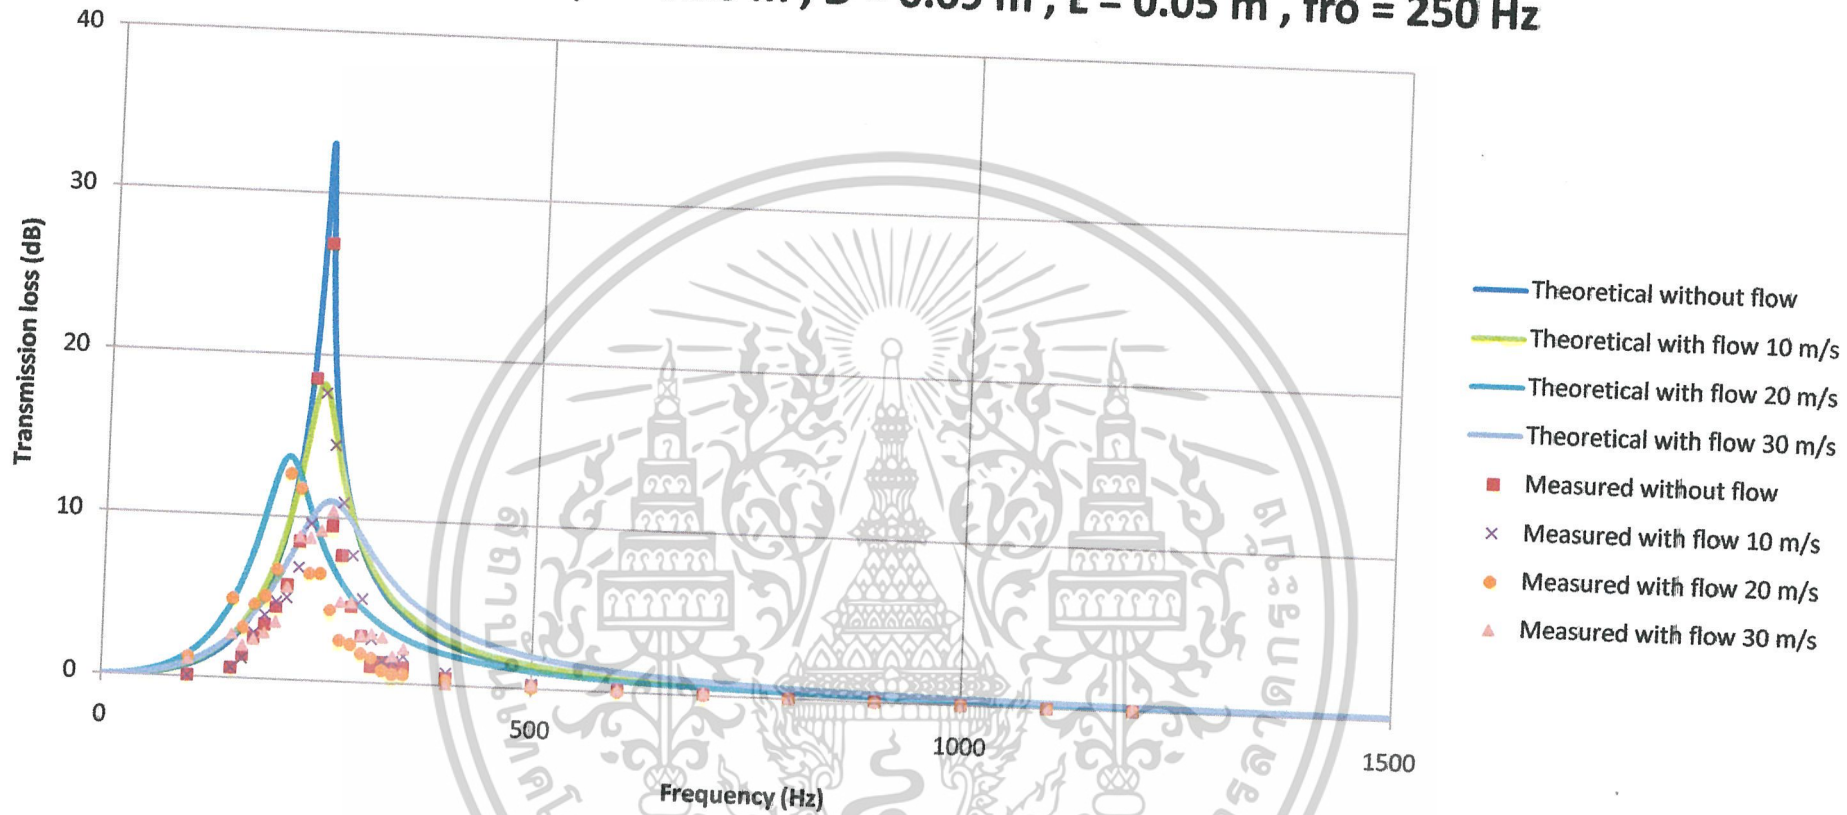 m , D = 0.09 m , L = 0.05 m , fro = 250 Hz
40
30
20
10
0
Transmission loss (dB)
0
500
1000
1500
Frequency (Hz)
Theoretical without flow
Theoretical with flow 10 m/s
Theoretical with flow 20 m/s
Theoretical with flow 30 m/s
Measured without flow
Measured with flow 10 m/s
Measured with flow 20 m/s
Measured with flow 30 m/s